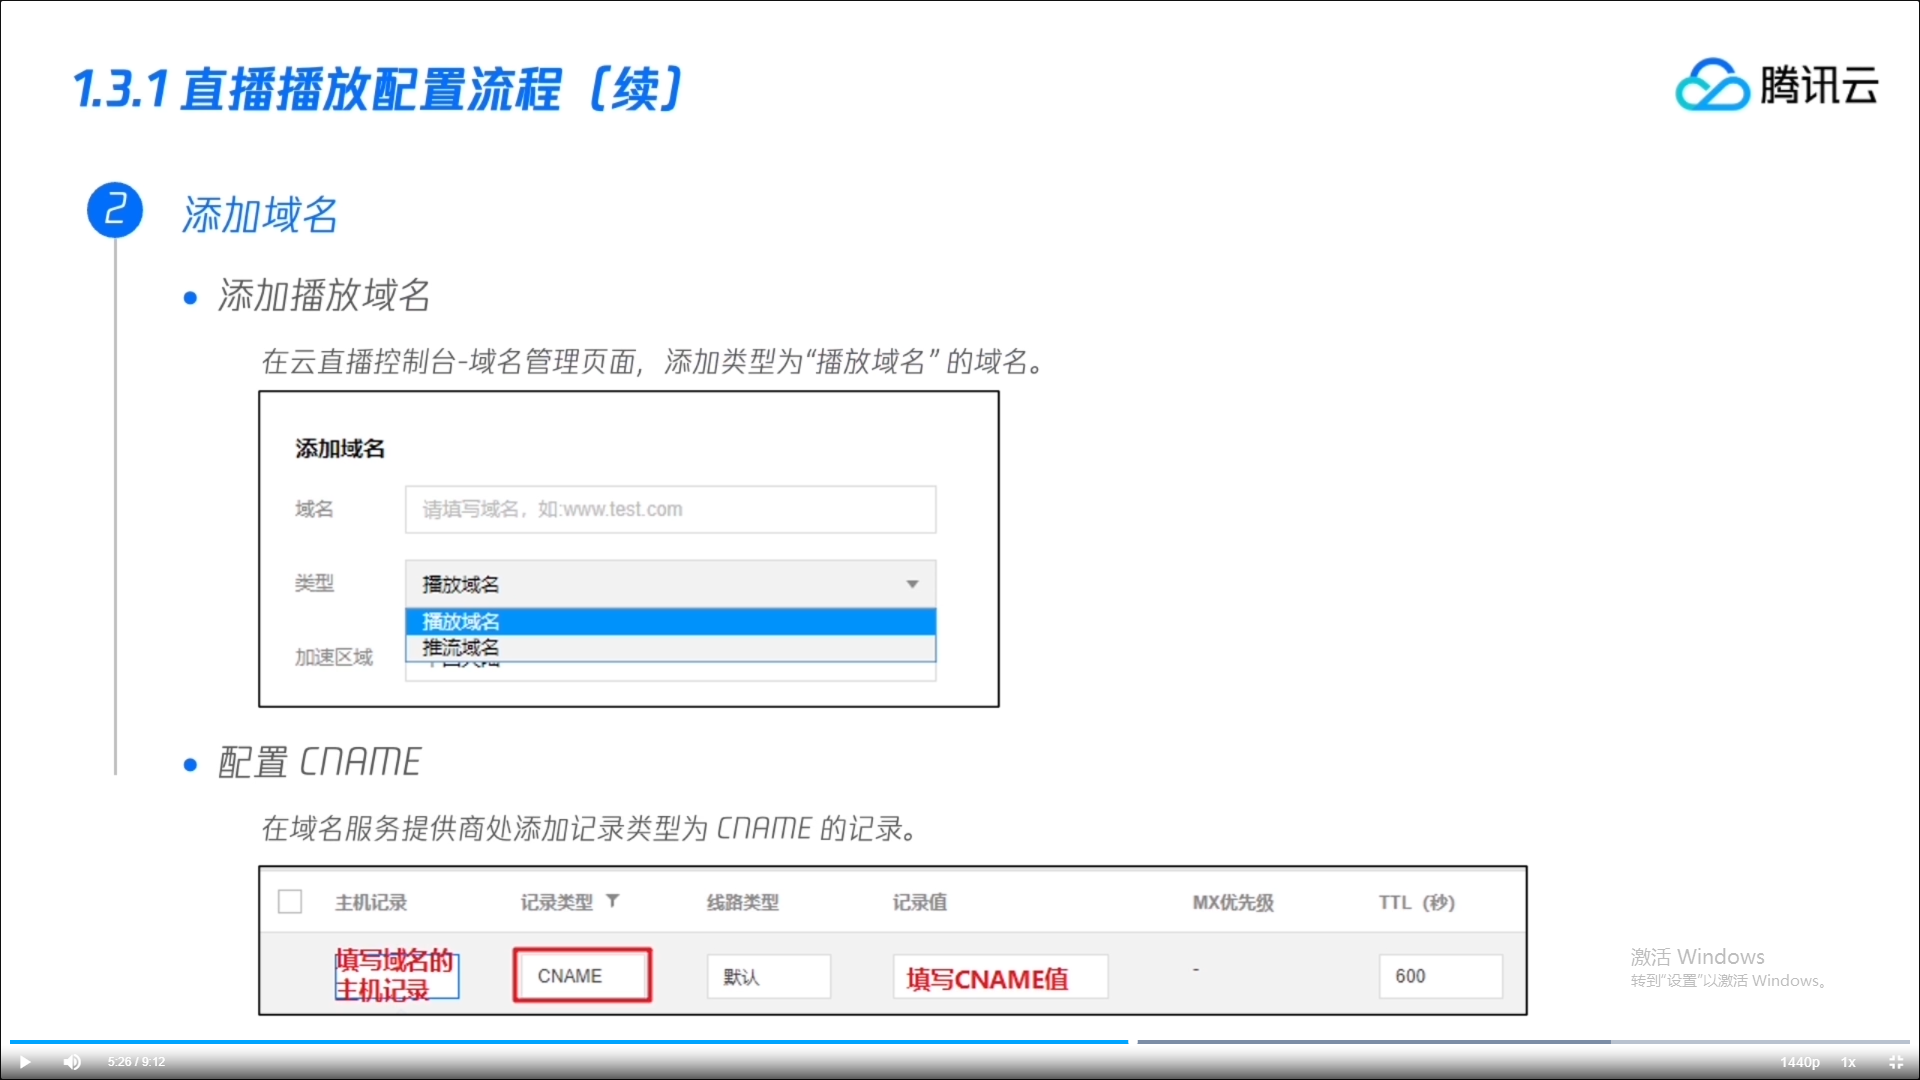 1.3.1 直播播放配置流程（续）
腾讯云
2
添加域名
添加播放域名
在云直播控制台-域名管理页面，添加类型为“播放域名” 的域名。
添加域名
域名
请填写域名，如:www.test.com
类型
播放域名
播放域名
推流域名
加速区域
配置 CNAME
在域名服务提供商处添加记录类型为 CNAME 的记录。
主机记录 记录类型 线路类型 记录值 MX优先级 TTL（秒）
填写域名的
主机记录
CNAME 默认 填写CNAME值 - 600
激活 Windows
转到“设置”以激活 Windows。
5:26 / 9:12 1440p 1x